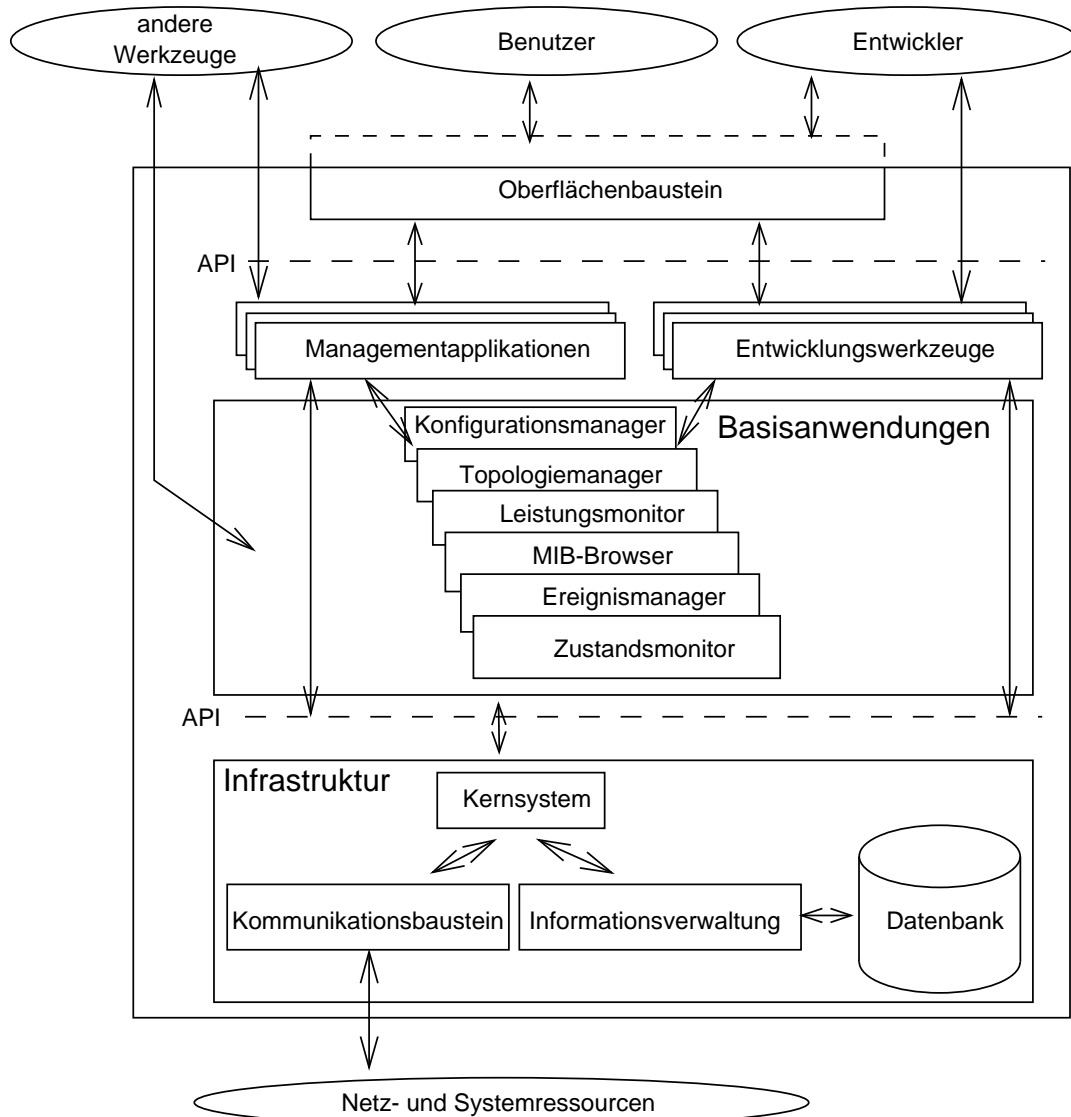 andere
Werkzeuge
Benutzer
Entwickler
Oberflächenbaustein
API
Managementapplikationen
Entwicklungswerkzeuge
Basisanwendungen
Konfigurationsmanager
Topologiemanager
Leistungsmonitor
MIB-Browser
Ereignismanager
Zustandsmonitor
API
Infrastruktur
Kernsystem
Kommunikationsbaustein
Informationsverwaltung
Datenbank
Netz- und Systemressourcen